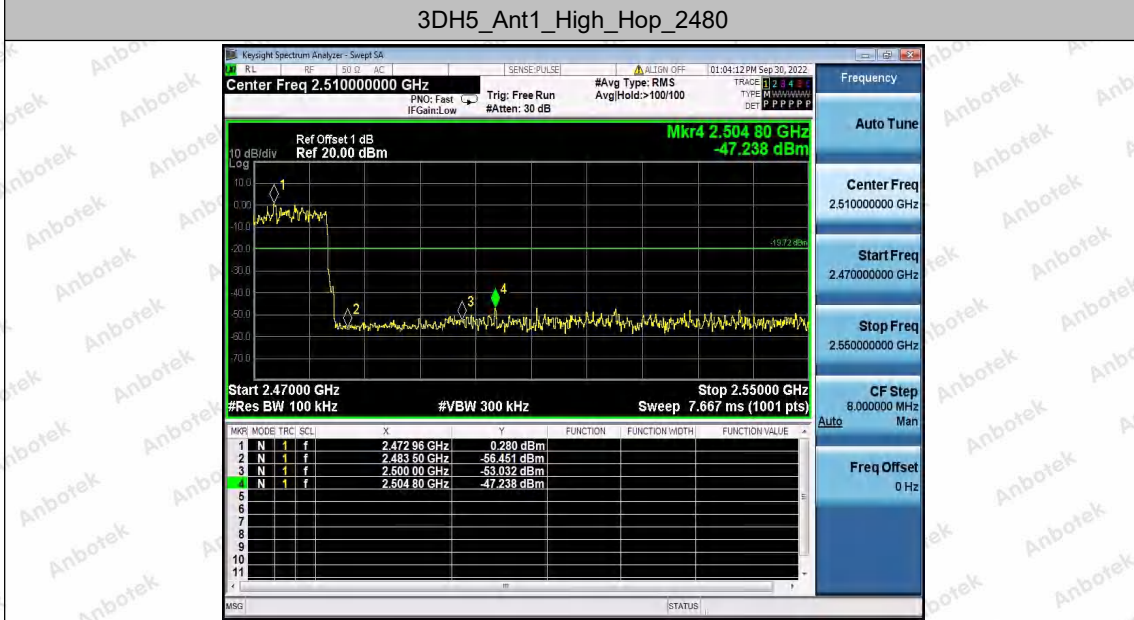 3DH5_Ant1_High_Hop_2480
Keysight Spectrum Analyzer - Swept SA
RL RF 50 Ω AC SENSE:PULSE ALIGN OFF 01:04:12 PM Sep 30, 2022
Center Freq 2.510000000 GHz
PNO: Fast
IFGain:Low
Trig: Free Run
#Atten: 30 dB
#Avg Type: RMS
Avg|Hold:>100/100
TRACE 1 2 3 4 5 6
TYPE M
DET P P P P P P
Frequency
Mkr4 2.504 80 GHz
-47.238 dBm
Ref Offset 1 dB
10 dB/div Ref 20.00 dBm
Log
10.0
0.00
-10.0
-20.0
-30.0
-40.0
-50.0
-60.0
-70.0
1
2
3
4
-19.72 dBm
Start 2.47000 GHz Stop 2.55000 GHz
#Res BW 100 kHz #VBW 300 kHz Sweep 7.667 ms (1001 pts)
MKR MODE TRC SCL X Y FUNCTION FUNCTION WIDTH FUNCTION VALUE
1 N 1 f 2.472 96 GHz 0.280 dBm
2 N 1 f 2.483 50 GHz -56.451 dBm
3 N 1 f 2.500 00 GHz -53.032 dBm
4 N 1 f 2.504 80 GHz -47.238 dBm
5
6
7
8
9
10
11
MSG STATUS
Auto Tune
Center Freq
2.510000000 GHz
Start Freq
2.470000000 GHz
Stop Freq
2.550000000 GHz
CF Step
8.000000 MHz
Auto Man
Freq Offset
0 Hz
Anbotek